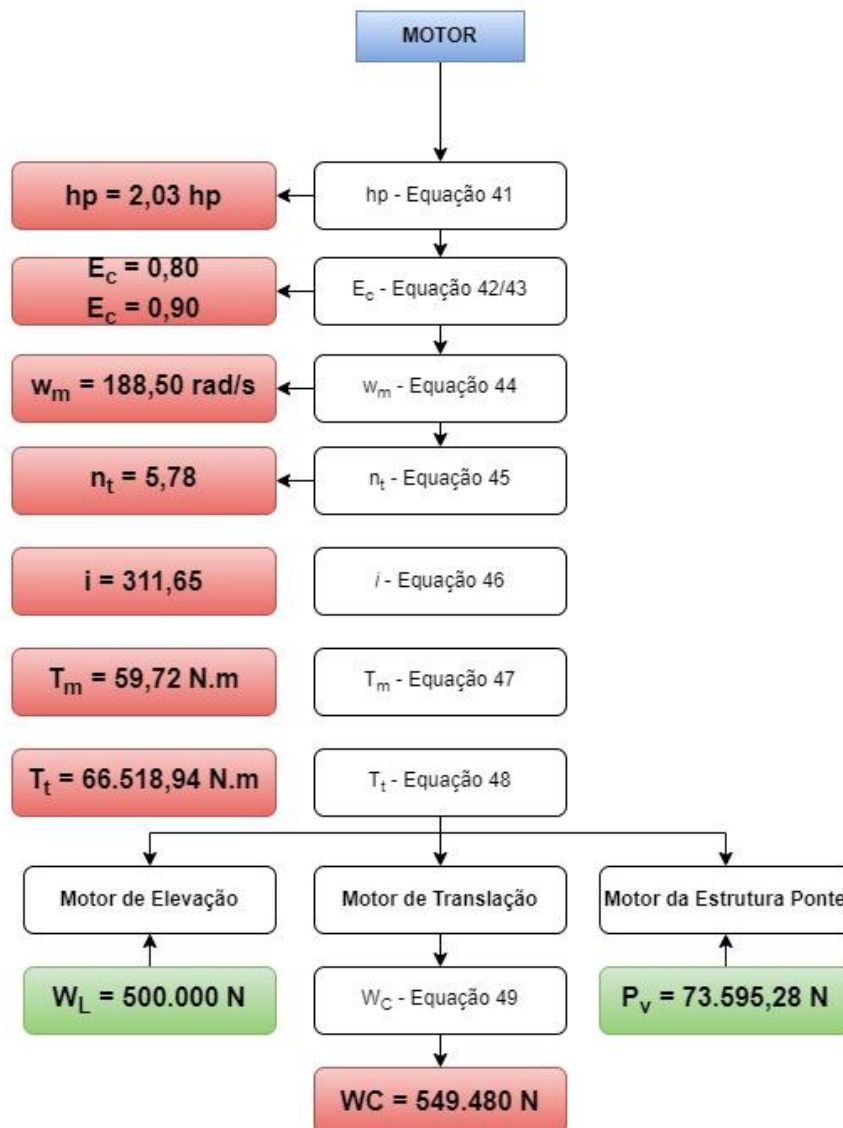 MOTOR
hp = 2,03 hp
hp - Equação 41
E_c = 0,80
E_c = 0,90
E_c - Equação 42/43
w_m = 188,50 rad/s
w_m - Equação 44
n_t = 5,78
n_t - Equação 45
i = 311,65
i - Equação 46
T_m = 59,72 N.m
T_m - Equação 47
T_t = 66.518,94 N.m
T_t - Equação 48
Motor de Elevação
Motor de Translação
Motor da Estrutura Ponte
W_L = 500.000 N
W_C - Equação 49
P_v = 73.595,28 N
WC = 549.480 N